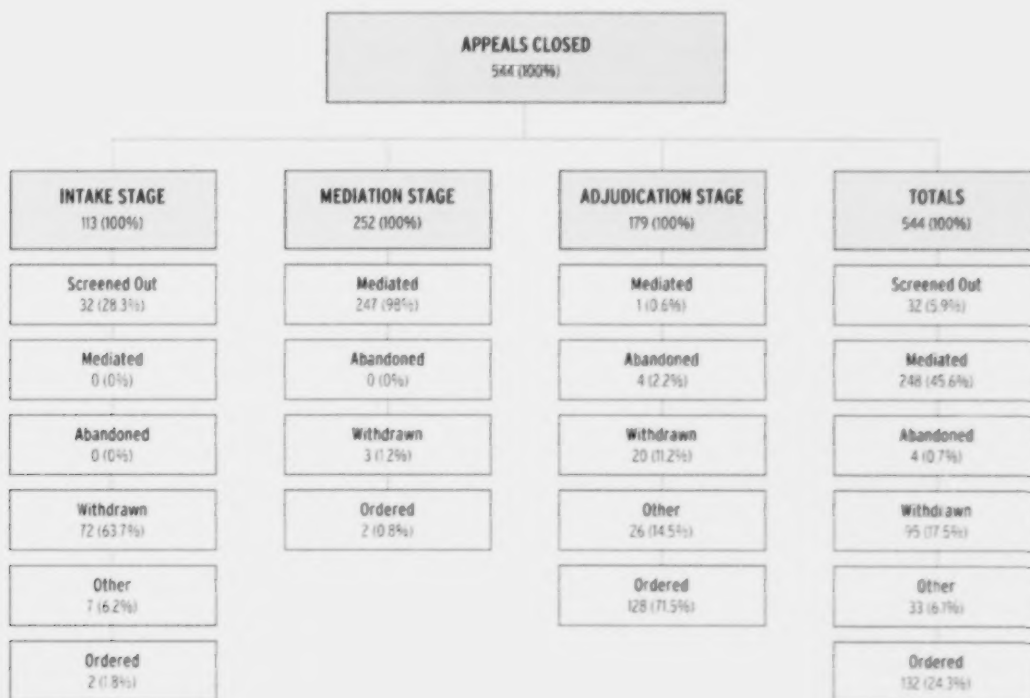 APPEALS CLOSED
544 (100%)
INTAKE STAGE
113 (100%)
Screened Out
32 (28.3%)
Mediated
0 (0%)
Abandoned
0 (0%)
Withdrawn
72 (63.7%)
Other
7 (6.2%)
Ordered
2 (1.8%)
MEDIATION STAGE
252 (100%)
Mediated
247 (98%)
Abandoned
0 (0%)
Withdrawn
3 (1.2%)
Ordered
2 (0.8%)
ADJUDICATION STAGE
179 (100%)
Mediated
1 (0.6%)
Abandoned
4 (2.2%)
Withdrawn
20 (11.2%)
Other
26 (14.5%)
Ordered
128 (71.5%)
TOTALS
544 (100%)
Screened Out
32 (5.9%)
Mediated
248 (45.6%)
Abandoned
4 (0.7%)
Withdrawn
95 (17.5%)
Other
33 (6.1%)
Ordered
132 (24.3%)